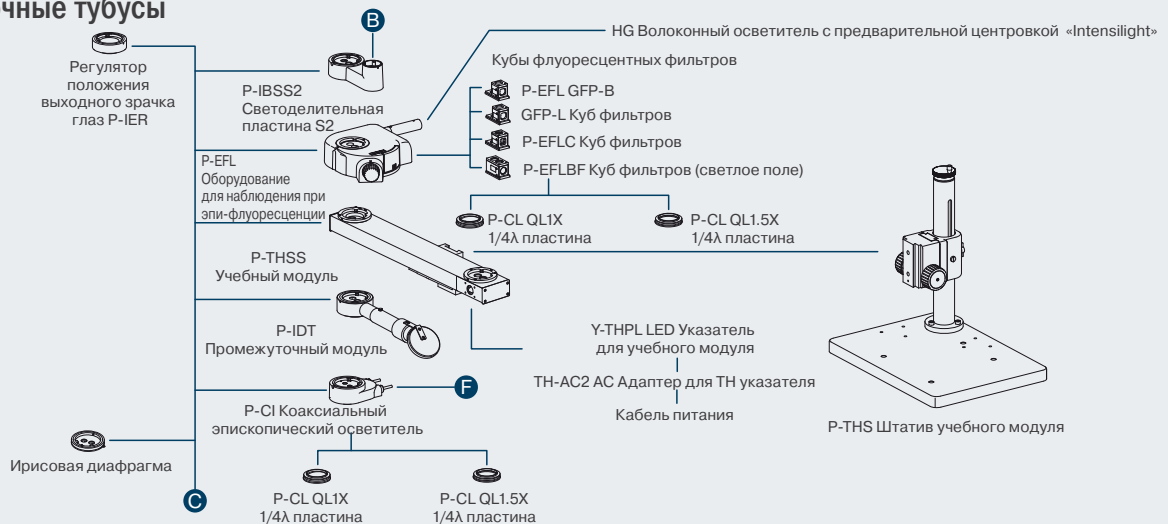 чные тубусы
B
HG Волоконный осветитель с предварительной центровкой «Intensilight»
Регулятор
положения
выходного зрачка
глаз P-IER
P-IBSS2
Светоделительная
пластина S2
Кубы флуоресцентных фильтров
P-EFL GFP-B
GFP-L Куб фильтров
P-EFLC Куб фильтров
P-EFLBF Куб фильтров (светлое поле)
P-EFL
Оборудование
для наблюдения при
эпи-флуоресценции
P-CL QL1X
1/4λ пластина
P-CL QL1.5X
1/4λ пластина
P-THSS
Учебный модуль
P-IDT
Промежуточный модуль
Y-THPL LED Указатель
для учебного модуля
TH-AC2 AC Адаптер для TH указателя
Кабель питания
P-THS Штатив учебного модуля
F
P-CI Коаксиальный
эпископический осветитель
Ирисовая диафрагма
C
P-CL QL1X
1/4λ пластина
P-CL QL1.5X
1/4λ пластина